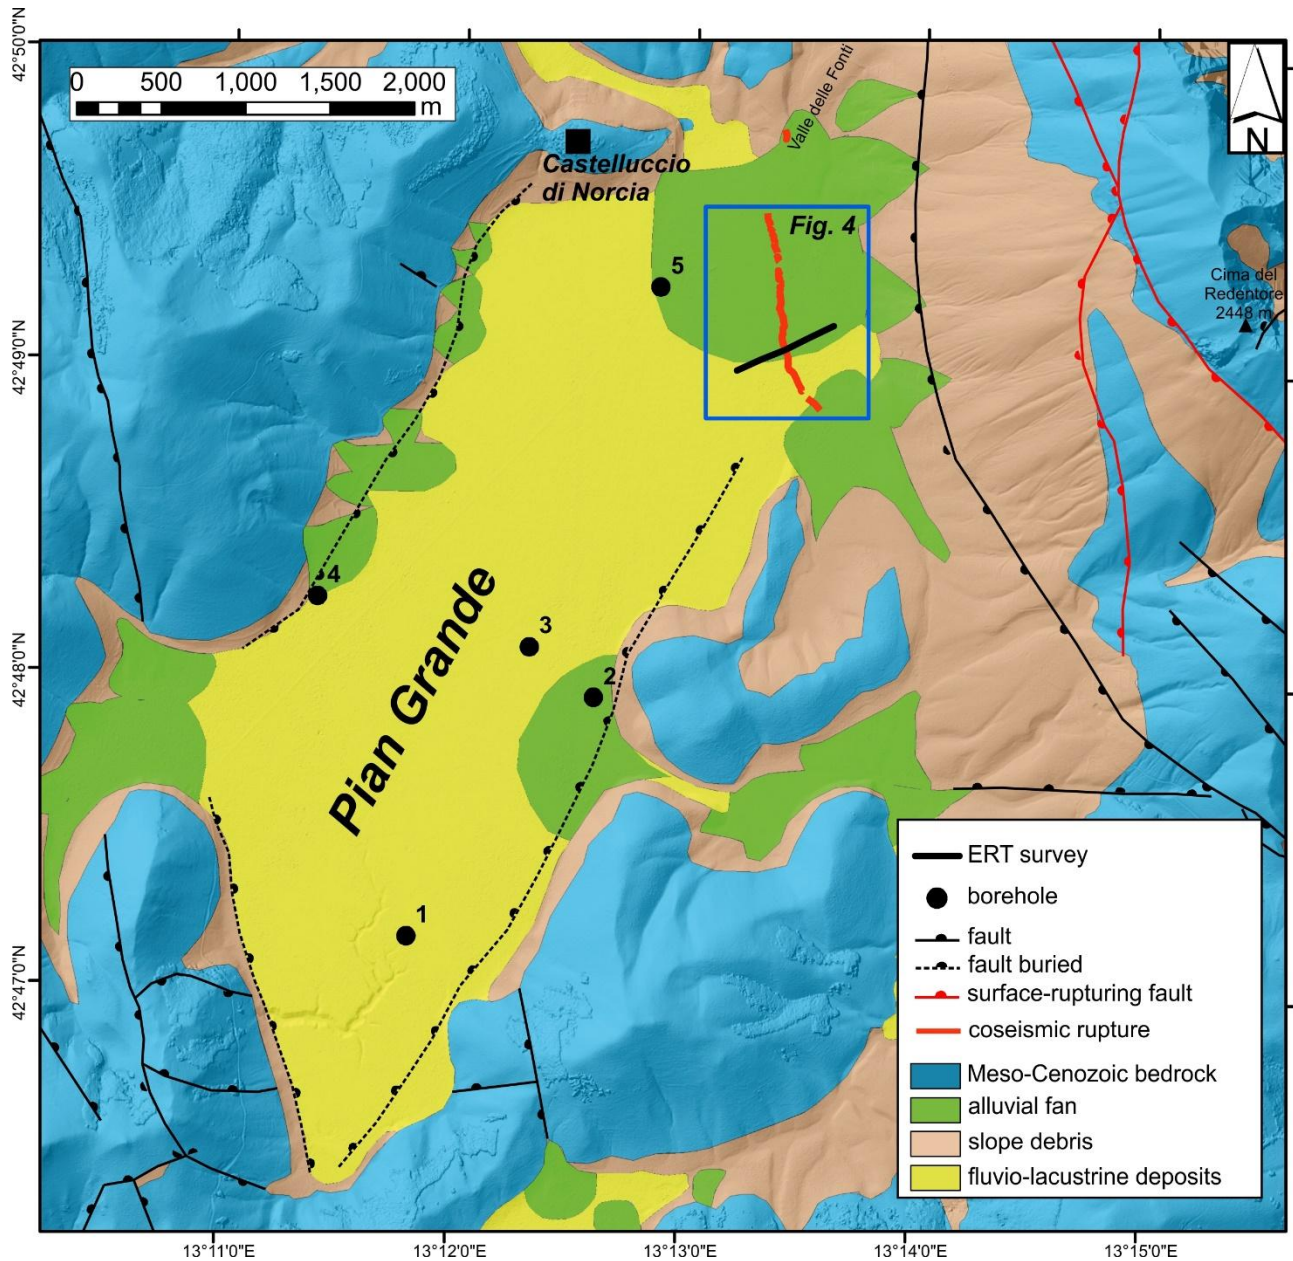 42°50'0"N
42°49'0"N
42°48'0"N
42°47'0"N
0 500 1,000 1,500 2,000
m
Valle delle Fonti
N
Castelluccio
di Norcia
Fig. 4
5
Cima del
Redentore
2448 m
4
3
2
Pian Grande
1
ERT survey
borehole
fault
fault buried
surface-rupturing fault
coseismic rupture
Meso-Cenozoic bedrock
alluvial fan
slope debris
fluvio-lacustrine deposits
13°11'0"E 13°12'0"E 13°13'0"E 13°14'0"E 13°15'0"E